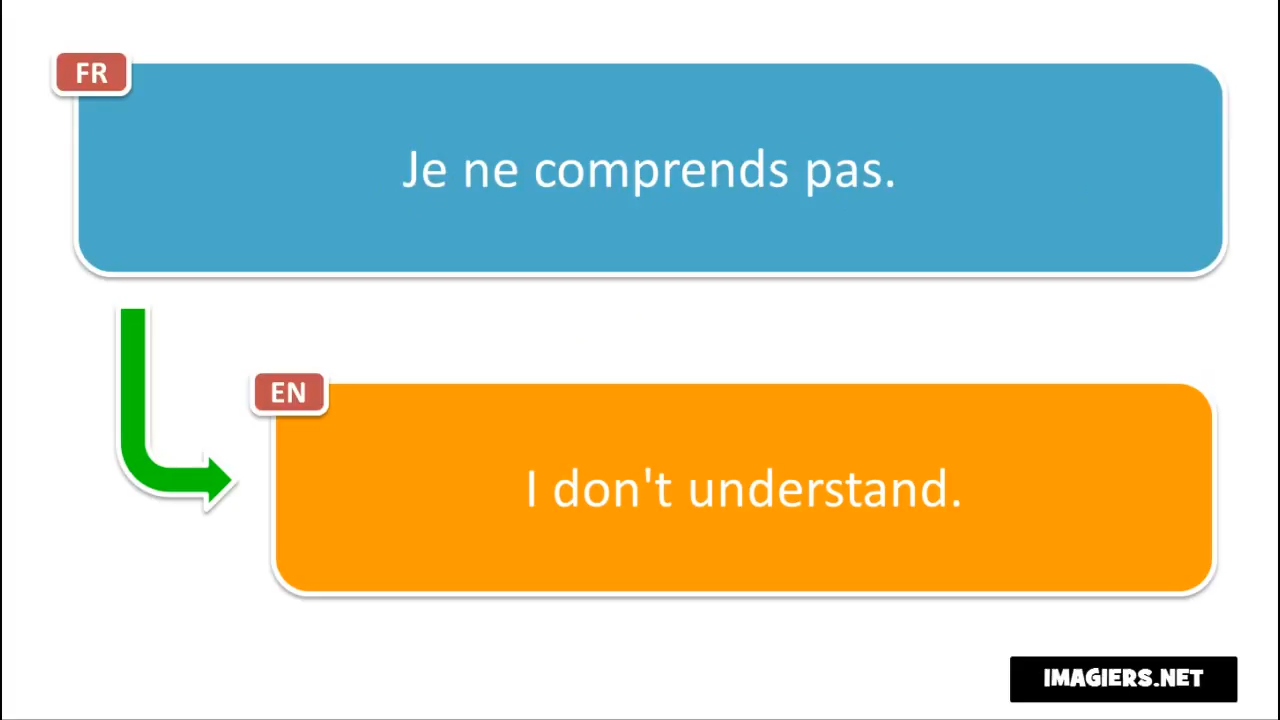 FR
Je ne comprends pas.
EN
I don't understand.
IMAGIERS.NET